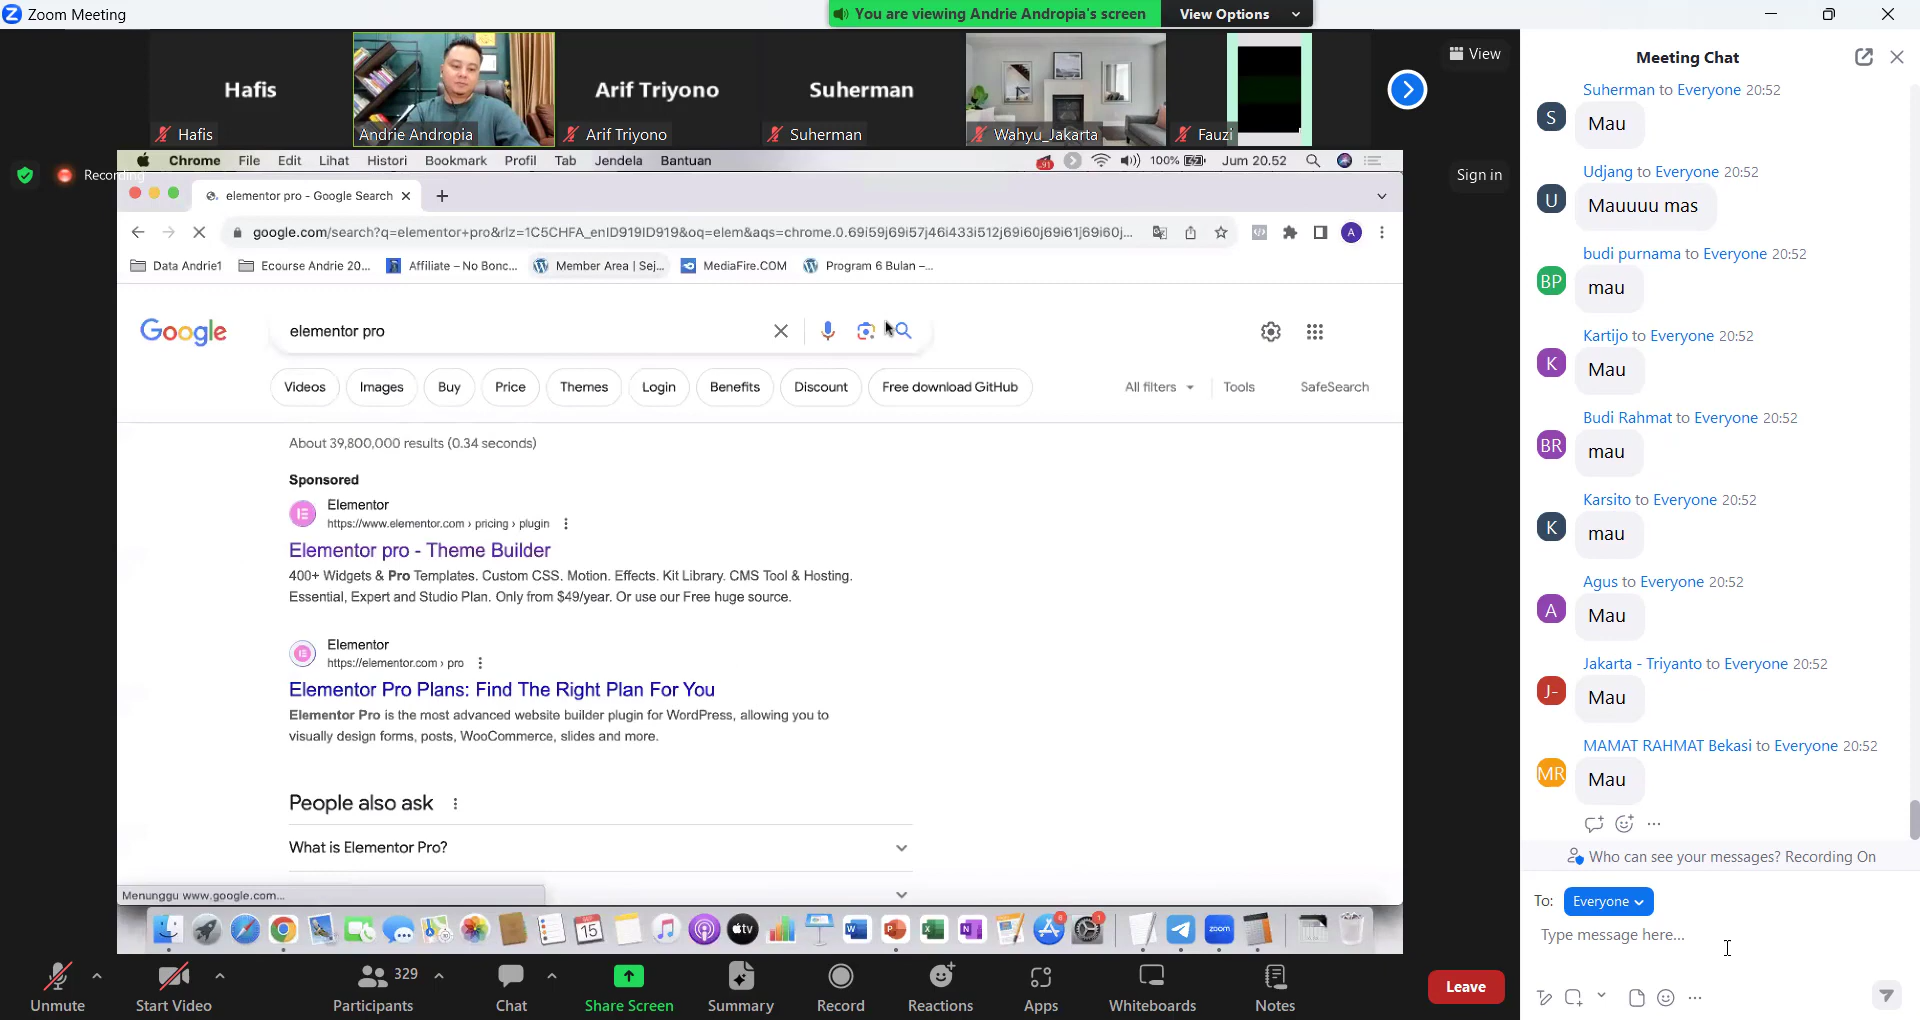 Zoom Meeting
You are viewing Andrie Andropia's screen
View Options
Hafis
Hafis
Andrie Andropia
Arif Triyono
Arif Triyono
Suherman
Suherman
Wahyu_Jakarta
Fauzi
View
Sign in
Recording
Chrome File Edit Lihat Histori Bookmark Profil Tab Jendela Bantuan
100% Jum 20.52
elementor pro - Google Search
google.com/search?q=elementor+pro&rlz=1C5CHFA_enID919ID919&oq=elem&aqs=chrome.0.69i59j69i57j46i433i512j69i60j69i61j69i60j...
Data Andrie1 Ecourse Andrie 20... Affiliate – No Bonc... Member Area | Sej... MediaFire.COM Program 6 Bulan –...
Google
elementor pro
Videos Images Buy Price Themes Login Benefits Discount Free download GitHub
All filters Tools SafeSearch
About 39,800,000 results (0.34 seconds)
Sponsored
Elementor
https://www.elementor.com › pricing › plugin
Elementor pro - Theme Builder
400+ Widgets & Pro Templates. Custom CSS. Motion. Effects. Kit Library. CMS Tool & Hosting.
Essential, Expert and Studio Plan. Only from $49/year. Or use our Free huge source.
Elementor
https://elementor.com › pro
Elementor Pro Plans: Find The Right Plan For You
Elementor Pro is the most advanced website builder plugin for WordPress, allowing you to
visually design forms, posts, WooCommerce, slides and more.
People also ask
What is Elementor Pro?
Menunggu www.google.com...
15
tv
zoom
8
1
Unmute
Start Video
Participants
329
Chat
Share Screen
Summary
Record
Reactions
Apps
Whiteboards
Notes
Leave
Meeting Chat
Suherman to Everyone 20:52
S
Mau
Udjang to Everyone 20:52
U
Mauuuu mas
budi purnama to Everyone 20:52
BP
mau
Kartijo to Everyone 20:52
K
Mau
Budi Rahmat to Everyone 20:52
BR
mau
Karsito to Everyone 20:52
K
mau
Agus to Everyone 20:52
A
Mau
Jakarta - Triyanto to Everyone 20:52
J-
Mau
MAMAT RAHMAT Bekasi to Everyone 20:52
MR
Mau
Who can see your messages? Recording On
To: Everyone
Type message here...